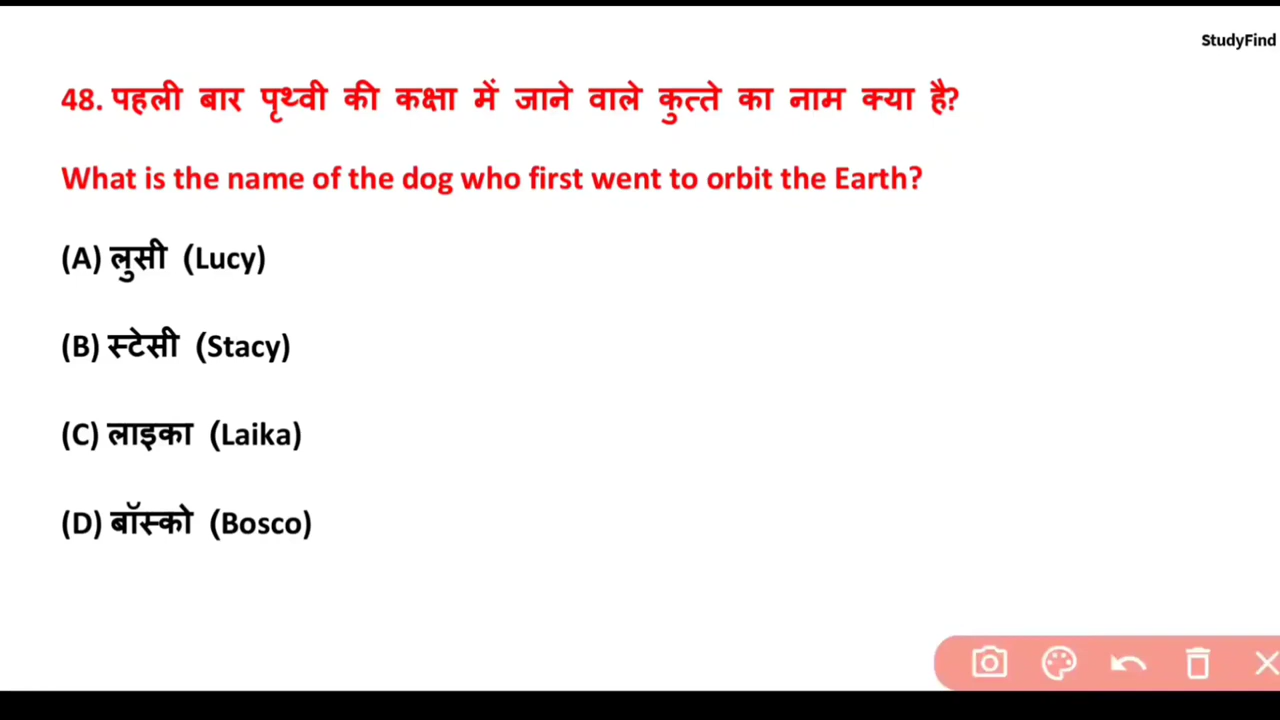 StudyFind
48. पहली बार पृथ्वी की कक्षा में जाने वाले कुत्ते का नाम क्या है?
What is the name of the dog who first went to orbit the Earth?
(A) लुसी (Lucy)
(B) स्टेसी (Stacy)
(C) लाइका (Laika)
(D) बॉस्को (Bosco)